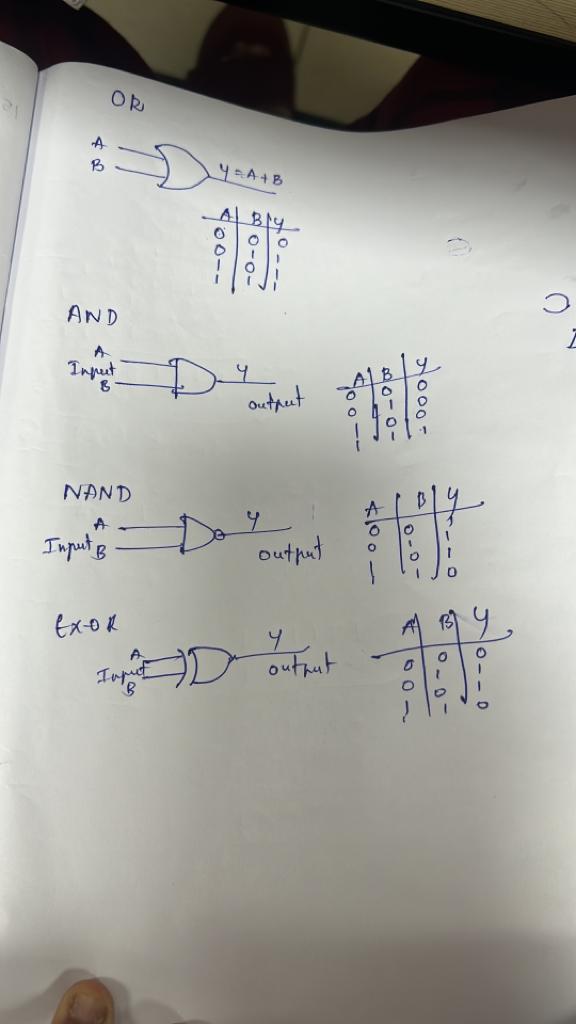 OR
A
B
Y = A + B
A B Y
0 0 0
0 1 1
1 0 1
1 1 1
AND
A
Input
B
Y
output
A B Y
0 0 0
0 1 0
1 0 0
1 1 1
NAND
A
Input B
Y
output
A B Y
0 0 1
0 1 1
1 0 1
1 1 0
EX-OR
A
Input
B
Y
output
A B Y
0 0 0
0 1 1
1 0 1
1 1 0